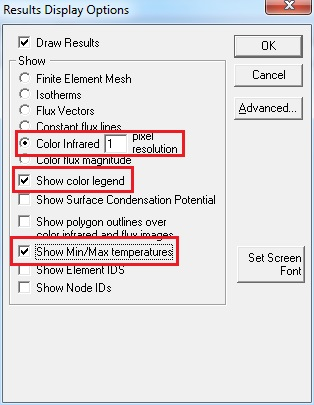 Results Display Options
Draw Results
OK
Show
Finite Element Mesh
Cancel
Isotherms
Flux Vectors
Advanced...
Constant flux lines
Color Infrared 1 pixel
resolution
Color flux magnitude
Show color legend
Show Surface Condensation Potential
Show polygon outlines over
color infrared and flux images
Show Min/Max temperatures
Set Screen
Font
Show Element IDS
Show Node IDs